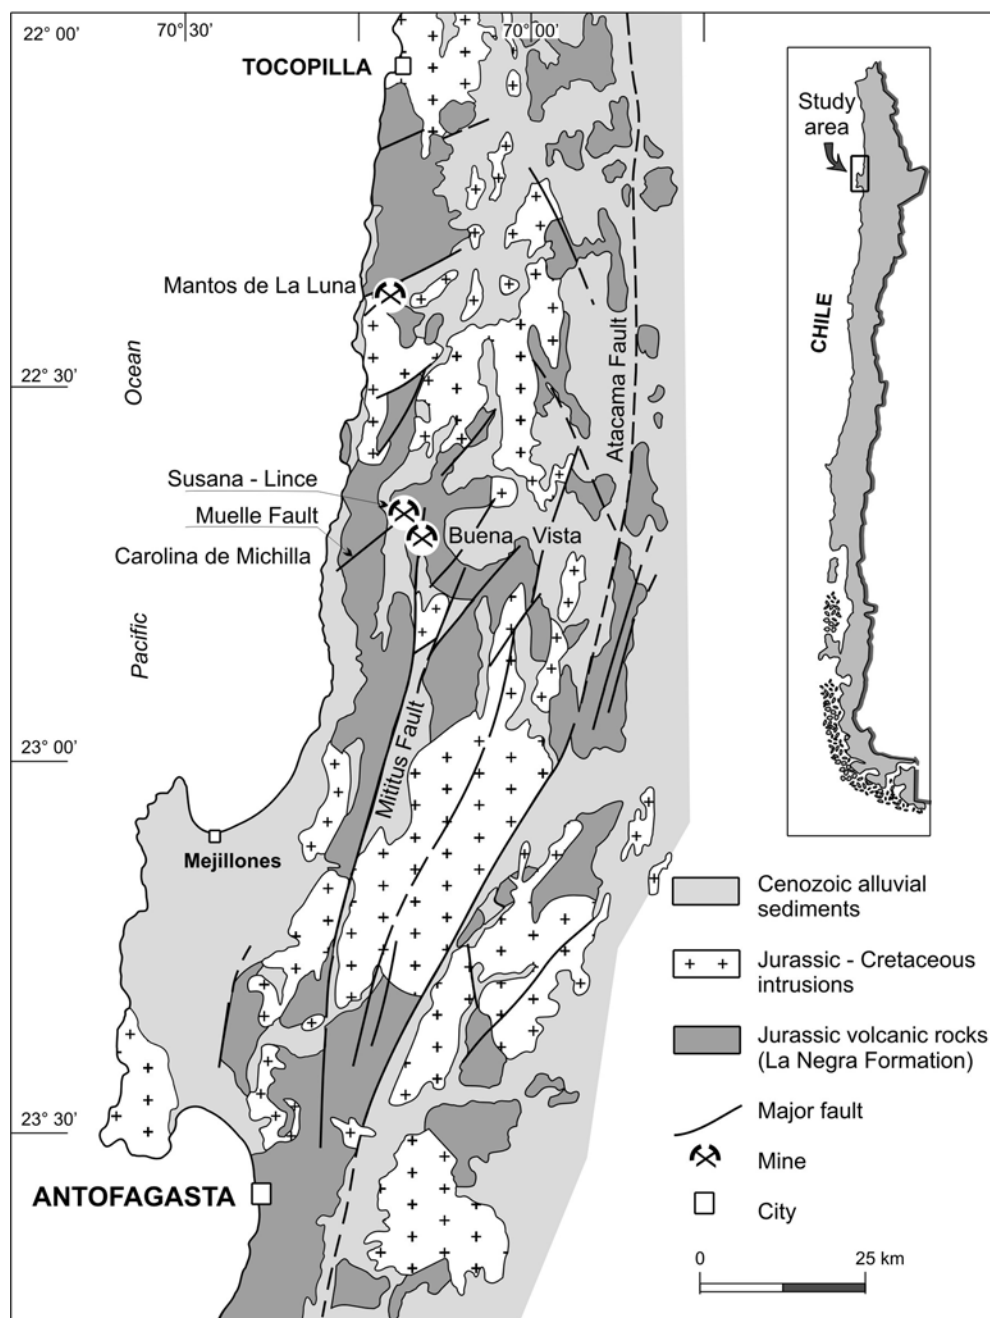 70° 30'
70° 00'
22° 00'
TOCOPILLA
Study
area
CHILE
Mantos de La Luna
Ocean
Atacama Fault
22° 30'
Susana - Lince
Muelle Fault
Buena Vista
Carolina de Michilla
Pacific
Mititus Fault
23° 00'
Mejillones
Cenozoic alluvial
sediments
Jurassic - Cretaceous
intrusions
Jurassic volcanic rocks
(La Negra Formation)
Major fault
23° 30'
Mine
ANTOFAGASTA
City
0
25 km